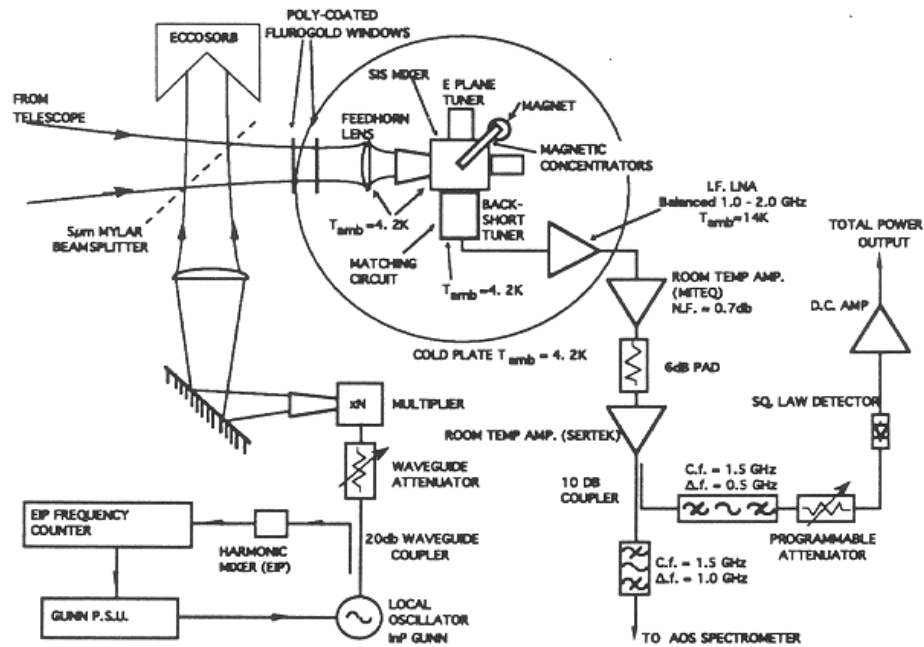 POLY-COATED
FLUROGOLD WINDOWS
ECCOSORB
SIS MIXER
E PLANE
TUNER
MAGNET
FROM
TELESCOPE
FEEDHORN
LENS
MAGNETIC
CONCENTRATORS
I.F. LNA
Balanced 1.0 - 2.0 GHz
Tamb≈14K
BACK-
SHORT
TUNER
Tamb=4. 2K
5µm MYLAR
BEAMSPLITTER
MATCHING
CIRCUIT
Tamb=4. 2K
TOTAL POWER
OUTPUT
ROOM TEMP AMP.
(MITEQ)
N.F. ≈ 0.7db
D.C. AMP
COLD PLATE Tamb = 4. 2K
6dB PAD
xN
MULTIPLIER
SQ. LAW DETECTOR
ROOM TEMP AMP. (SERTEK)
WAVEGUIDE
ATTENUATOR
10 DB
COUPLER
C.f. = 1.5 GHz
Δ.f. = 0.5 GHz
EIP FREQUENCY
COUNTER
HARMONIC
MIXER (EIP)
20db WAVEGUIDE
COUPLER
PROGRAMMABLE
ATTENUATOR
C.f. = 1.5 GHz
Δ.f. = 1.0 GHz
GUNN P.S.U.
LOCAL
OSCILLATOR
InP GUNN
TO AOS SPECTROMETER